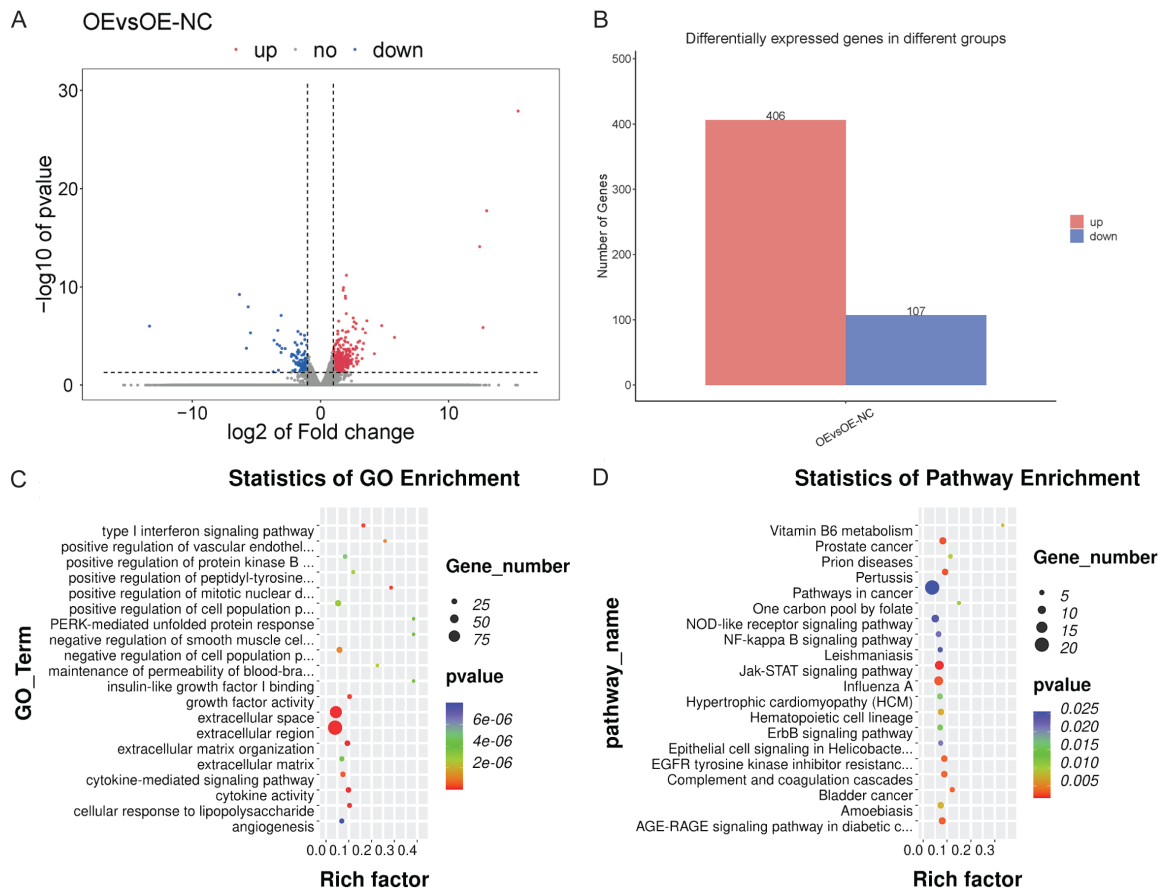 A
OEvsOE-NC
up no down
−log10 of pvalue
30
20
10
0
−10 0 10
log2 of Fold change
B
Differentially expressed genes in different groups
Number of Genes
500
400
300
200
100
0
406
107
OEvsOE-NC
up
down
C
Statistics of GO Enrichment
GO_Term
type I interferon signaling pathway
positive regulation of vascular endothel...
positive regulation of protein kinase B ...
positive regulation of peptidyl-tyrosine...
positive regulation of mitotic nuclear d...
positive regulation of cell population p...
PERK-mediated unfolded protein response
negative regulation of smooth muscle cel...
negative regulation of cell population p...
maintenance of permeability of blood-bra...
insulin-like growth factor I binding
growth factor activity
extracellular space
extracellular region
extracellular matrix organization
extracellular matrix
cytokine-mediated signaling pathway
cytokine activity
cellular response to lipopolysaccharide
angiogenesis
0.0 0.1 0.2 0.3 0.4
Rich factor
Gene_number
25
50
75
pvalue
6e-06
4e-06
2e-06
D
Statistics of Pathway Enrichment
pathway_name
Vitamin B6 metabolism
Prostate cancer
Prion diseases
Pertussis
Pathways in cancer
One carbon pool by folate
NOD-like receptor signaling pathway
NF-kappa B signaling pathway
Leishmaniasis
Jak-STAT signaling pathway
Influenza A
Hypertrophic cardiomyopathy (HCM)
Hematopoietic cell lineage
ErbB signaling pathway
Epithelial cell signaling in Helicobacte...
EGFR tyrosine kinase inhibitor resistanc...
Complement and coagulation cascades
Bladder cancer
Amoebiasis
AGE-RAGE signaling pathway in diabetic c...
0.0 0.1 0.2 0.3
Rich factor
Gene_number
5
10
15
20
pvalue
0.025
0.020
0.015
0.010
0.005